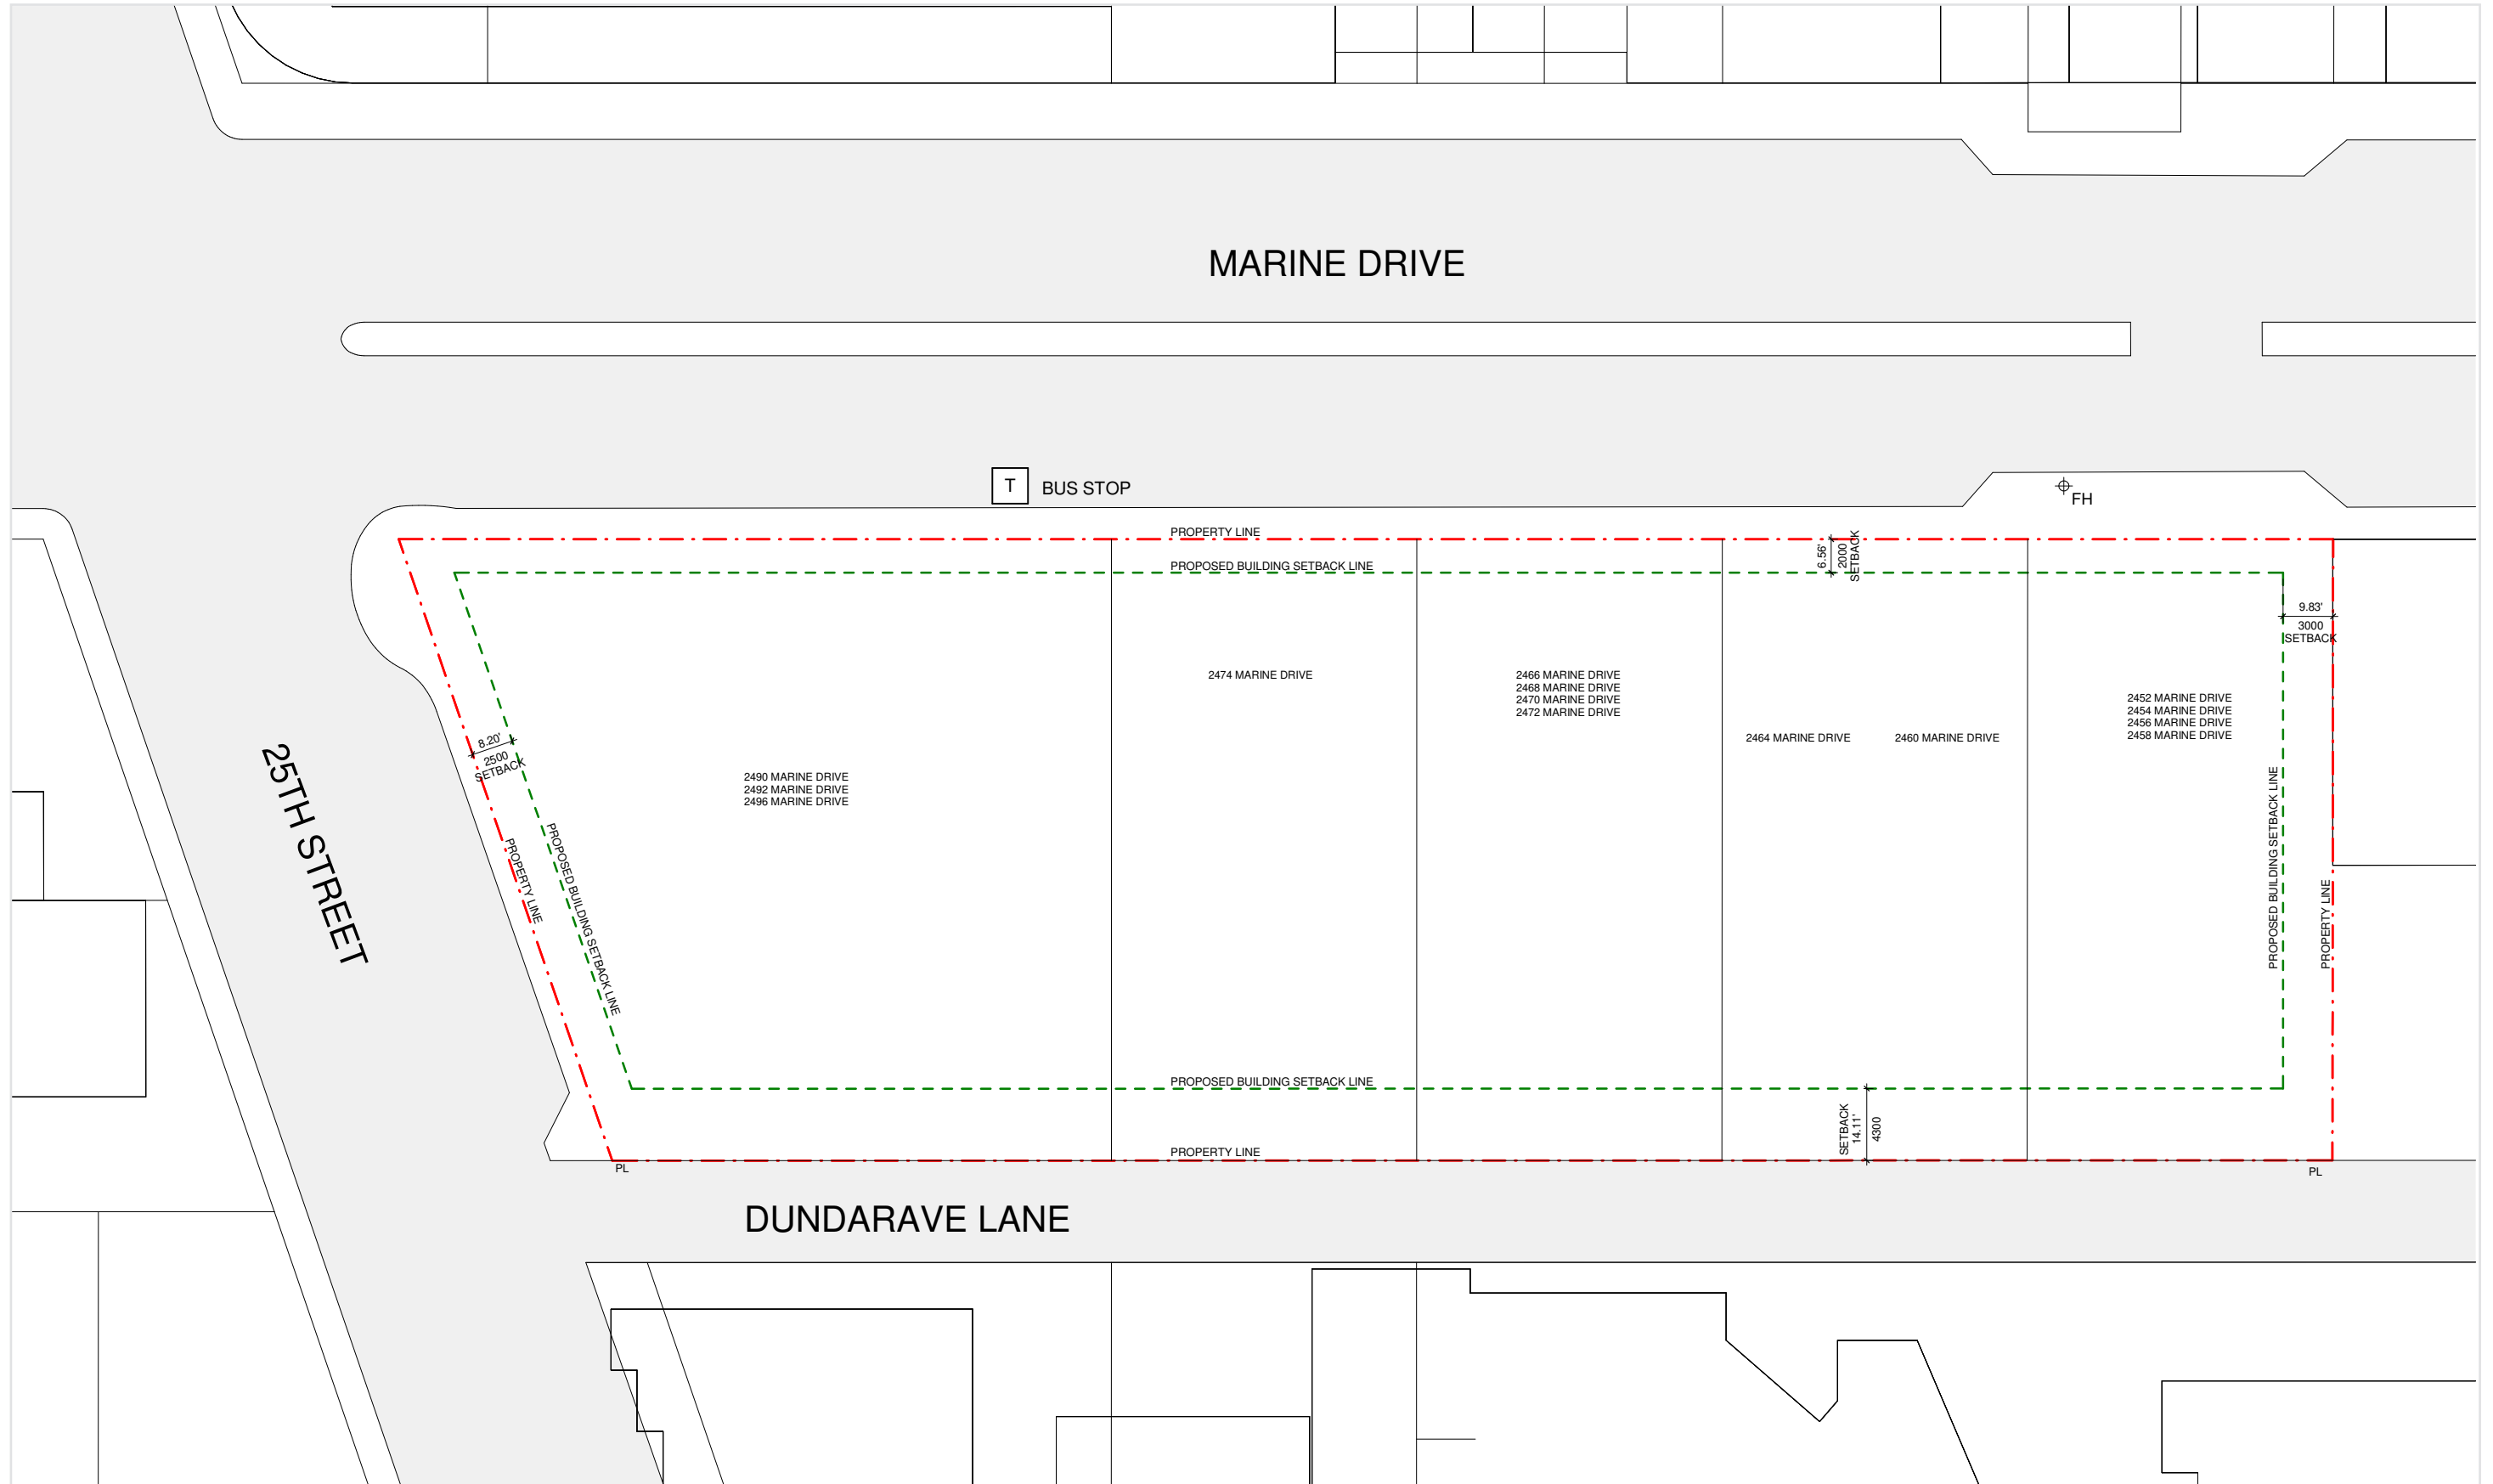 MARINE DRIVE
T BUS STOP
FH
PROPERTY LINE
PROPOSED BUILDING SETBACK LINE
6.56'
2000
SETBACK
9.83'
3000
SETBACK
2474 MARINE DRIVE
2466 MARINE DRIVE
2468 MARINE DRIVE
2470 MARINE DRIVE
2472 MARINE DRIVE
2464 MARINE DRIVE
2460 MARINE DRIVE
2452 MARINE DRIVE
2454 MARINE DRIVE
2456 MARINE DRIVE
2458 MARINE DRIVE
8.20'
2500
SETBACK
2490 MARINE DRIVE
2492 MARINE DRIVE
2496 MARINE DRIVE
25TH STREET
PROPERTY LINE
PROPOSED BUILDING SETBACK LINE
PROPOSED BUILDING SETBACK LINE
PROPERTY LINE
PROPOSED BUILDING SETBACK LINE
SETBACK
14.11'
4300
PROPERTY LINE
PL
PL
DUNDARAVE LANE